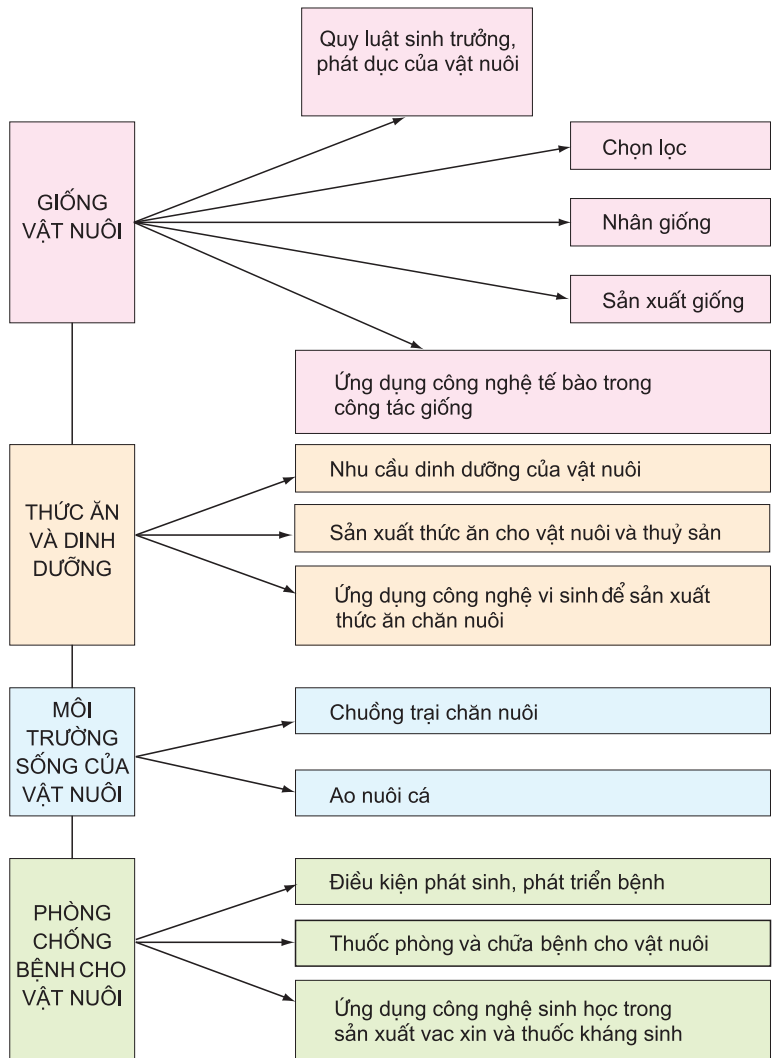 Quy luật sinh trưởng,
phát dục của vật nuôi
GIỐNG
VẬT NUÔI
Chọn lọc
Nhân giống
Sản xuất giống
Ứng dụng công nghệ tế bào trong
công tác giống
THỨC ĂN
VÀ DINH
DƯỠNG
Nhu cầu dinh dưỡng của vật nuôi
Sản xuất thức ăn cho vật nuôi và thuỷ sản
Ứng dụng công nghệ vi sinh để sản xuất
thức ăn chăn nuôi
MÔI
TRƯỜNG
SỐNG CỦA
VẬT NUÔI
Chuồng trại chăn nuôi
Ao nuôi cá
PHÒNG
CHỐNG
BỆNH CHO
VẬT NUÔI
Điều kiện phát sinh, phát triển bệnh
Thuốc phòng và chữa bệnh cho vật nuôi
Ứng dụng công nghệ sinh học trong
sản xuất vac xin và thuốc kháng sinh